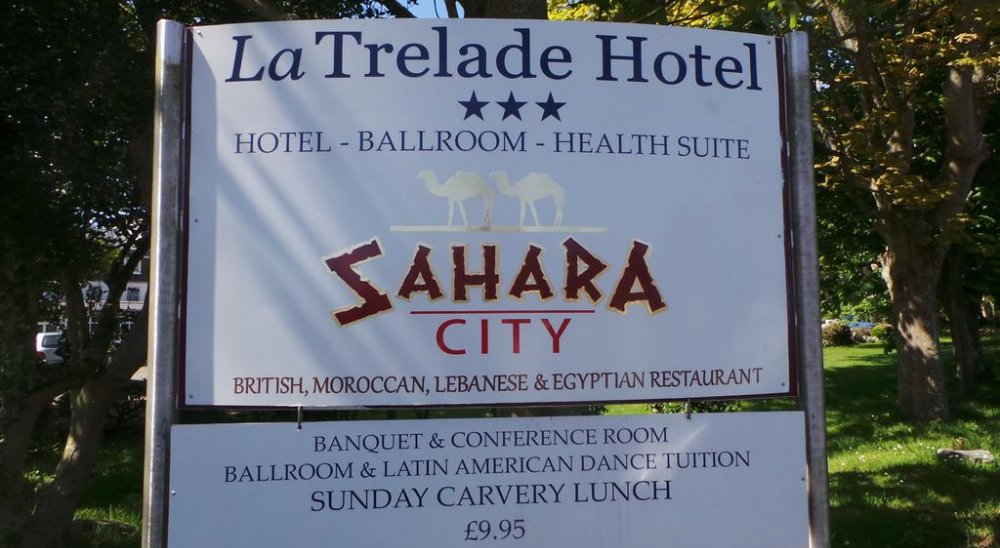 La Trelade Hotel
★★★
HOTEL - BALLROOM - HEALTH SUITE
SAHARA
CITY
BRITISH, MOROCCAN, LEBANESE & EGYPTIAN RESTAURANT
BANQUET & CONFERENCE ROOM
BALLROOM & LATIN AMERICAN DANCE TUITION
SUNDAY CARVERY LUNCH
£9.95